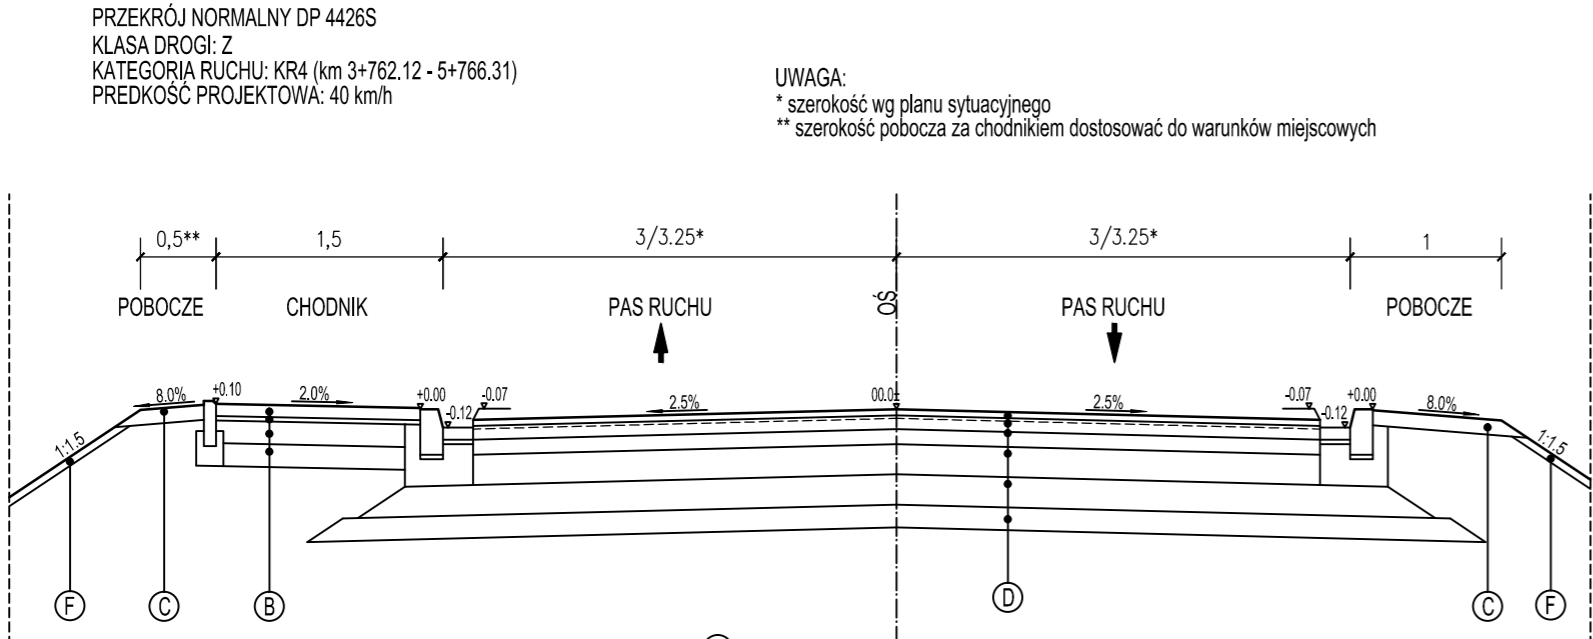 PRZEKRÓJ NORMALNY DP 4426S
KLASA DROGI: Z
KATEGORIA RUCHU: KR4 (km 3+762.12 - 5+766.31)
PREDKOŚĆ PROJEKTOWA: 40 km/h
UWAGA:
* szerokość wg planu sytuacyjnego
** szerokość pobocza za chodnikiem dostosować do warunków miejscowych
0,5** 1,5 3/3.25* 3/3.25* 1
POBOCZE CHODNIK PAS RUCHU OŚ PAS RUCHU POBOCZE
8.0% +0.10 2.0% +0.00 -0.12 -0.07 2.5% 2.5% -0.07 -0.12 +0.00 8.0%
1:1.5 1:1.5
F C B D C F